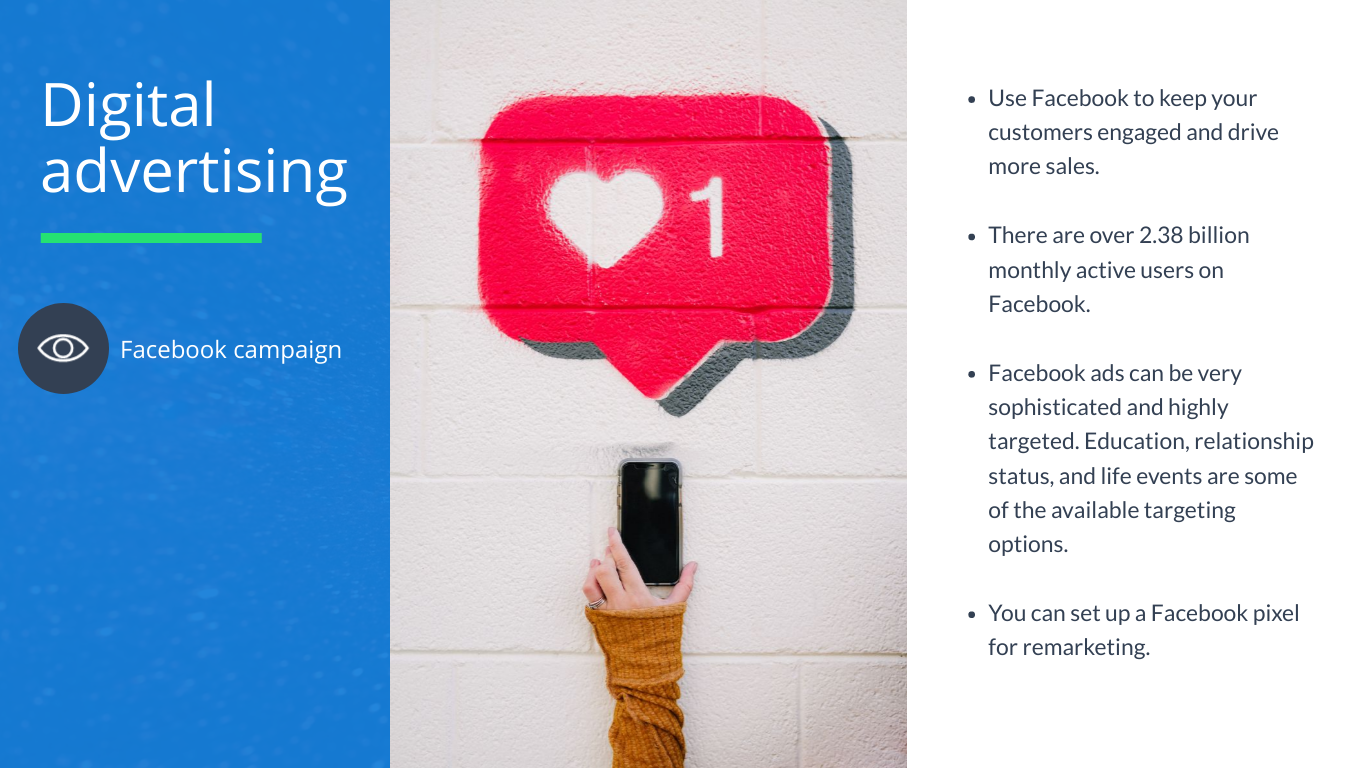 Digital
advertising
Facebook campaign
1
• Use Facebook to keep your
customers engaged and drive
more sales.
• There are over 2.38 billion
monthly active users on
Facebook.
• Facebook ads can be very
sophisticated and highly
targeted. Education, relationship
status, and life events are some
of the available targeting
options.
• You can set up a Facebook pixel
for remarketing.